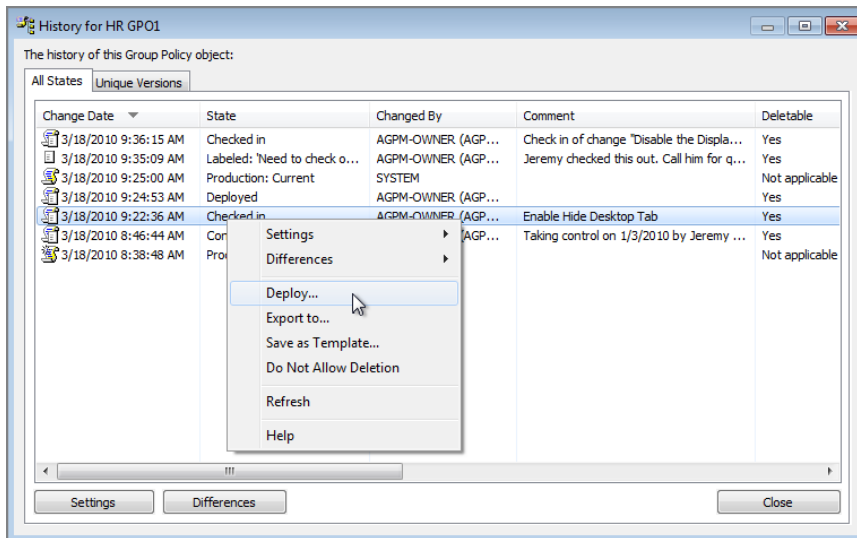 History for HR GPO1
The history of this Group Policy object:
All States Unique Versions
Change Date State Changed By Comment Deletable
3/18/2010 9:36:15 AM Checked in AGPM-OWNER (AGP... Check in of change "Disable the Displa... Yes
3/18/2010 9:35:09 AM Labeled: 'Need to check o... AGPM-OWNER (AGP... Jeremy checked this out. Call him for q... Yes
3/18/2010 9:25:00 AM Production: Current SYSTEM Not applicable
3/18/2010 9:24:53 AM Deployed AGPM-OWNER (AGP... Yes
3/18/2010 9:22:36 AM Checked in AGPM-OWNER (AGP... Enable Hide Desktop Tab Yes
3/18/2010 8:46:44 AM Con (AGP... Taking control on 1/3/2010 by Jeremy ... Yes
3/18/2010 8:38:48 AM Pro Not applicable
Settings
Differences
Deploy...
Export to...
Save as Template...
Do Not Allow Deletion
Refresh
Help
Settings Differences Close